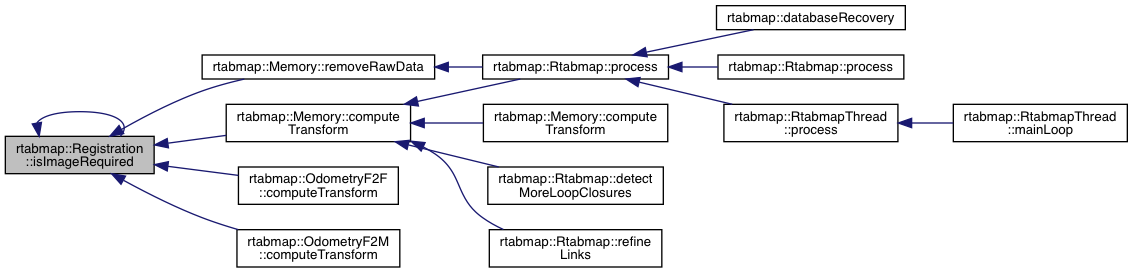 rtabmap::Registration
::isImageRequired
rtabmap::Memory::removeRawData
rtabmap::Memory::compute
Transform
rtabmap::OdometryF2F
::computeTransform
rtabmap::OdometryF2M
::computeTransform
rtabmap::Rtabmap::process
rtabmap::Memory::compute
Transform
rtabmap::Rtabmap::detect
MoreLoopClosures
rtabmap::Rtabmap::refine
Links
rtabmap::databaseRecovery
rtabmap::Rtabmap::process
rtabmap::RtabmapThread
::process
rtabmap::RtabmapThread
::mainLoop